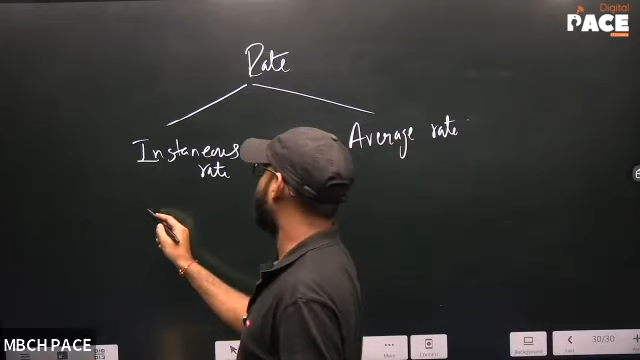 Digital
PACE
Rate
Instaneous
rate
Average rate
MBCH PACE
30/30